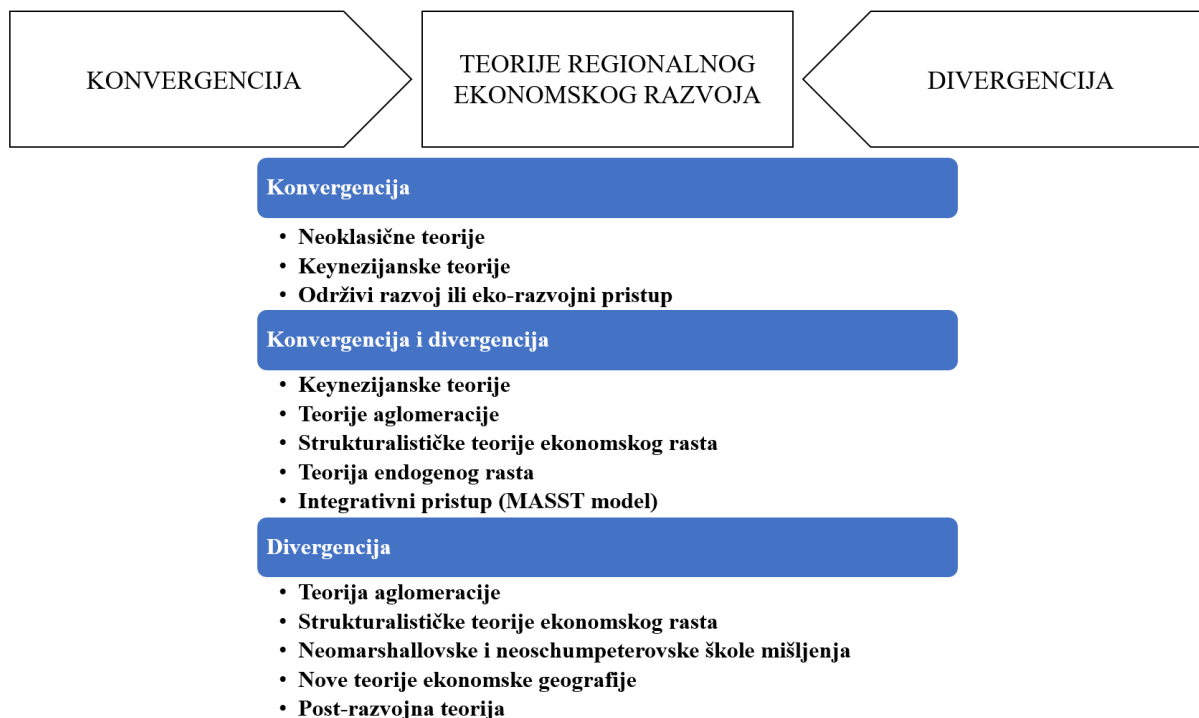 KONVERGENCIJA
TEORIJE REGIONALNOG
EKONOMSKOG RAZVOJA
DIVERGENCIJA
Konvergencija
• Neoklasične teorije
• Keynezijanske teorije
• Održivi razvoj ili eko-razvojni pristup
Konvergencija i divergencija
• Keynezijanske teorije
• Teorije aglomeracije
• Strukturalističke teorije ekonomskog rasta
• Teorija endogenog rasta
• Integrativni pristup (MASST model)
Divergencija
• Teorija aglomeracije
• Strukturalističke teorije ekonomskog rasta
• Neomarshallovske i neoschumpeterovske škole mišljenja
• Nove teorije ekonomske geografije
• Post-razvojna teorija